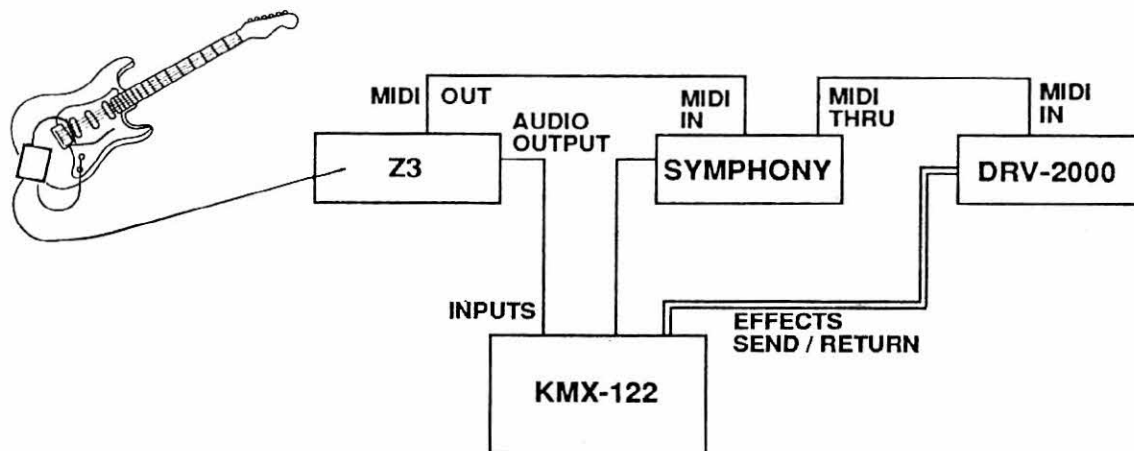 MIDI OUT
MIDI
IN
MIDI
THRU
MIDI
IN
AUDIO
OUTPUT
Z3
SYMPHONY
DRV-2000
INPUTS
EFFECTS
SEND / RETURN
KMX-122